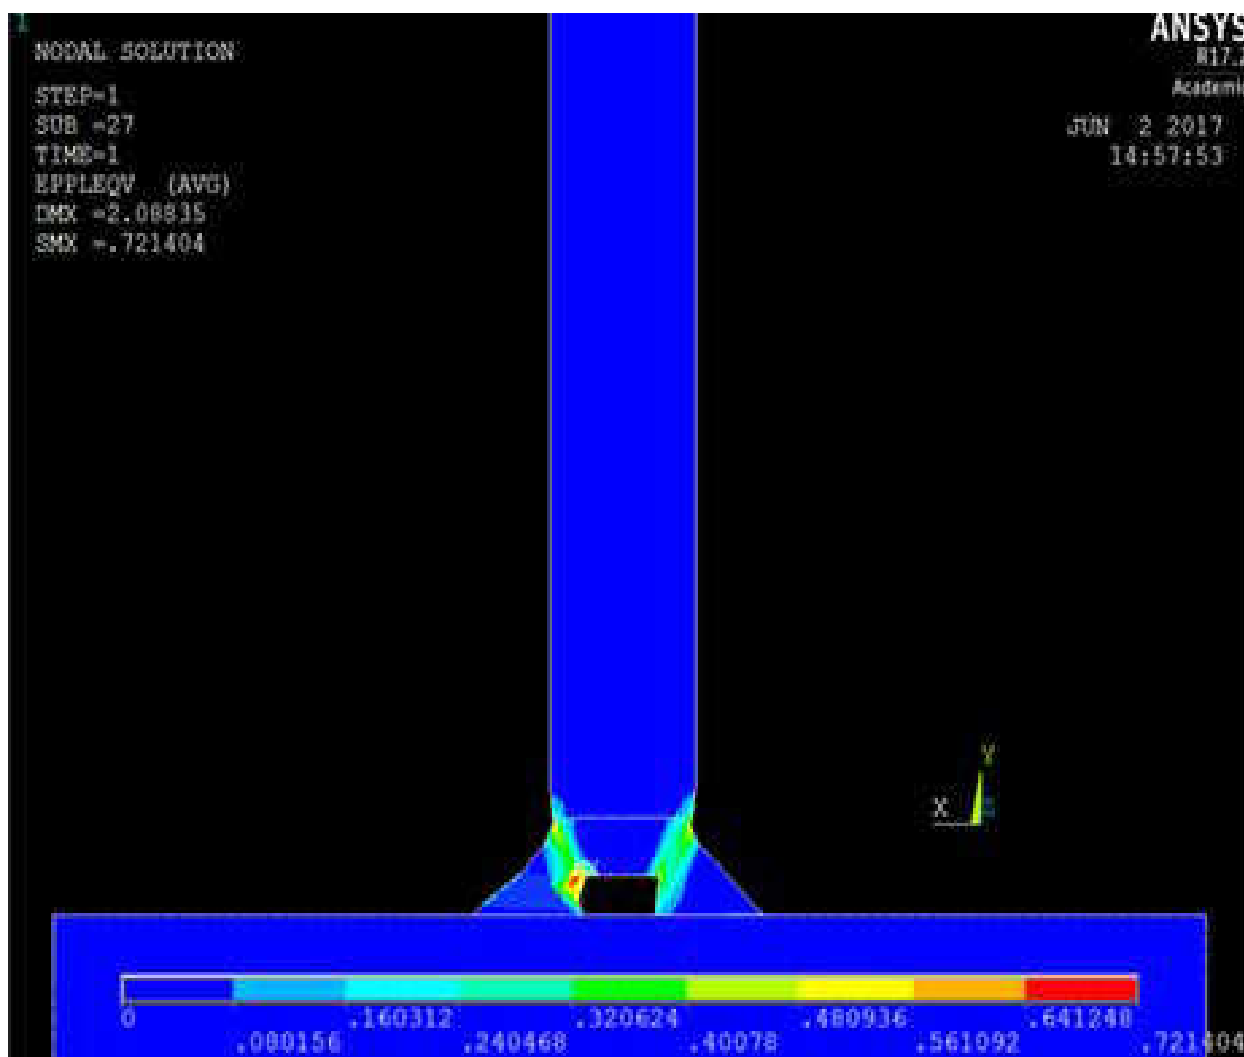 1
NODAL SOLUTION
STEP=1
SUB =27
TIME=1
EPPLEQV (AVG)
DMX =2.08835
SMX =.721404
ANSYS
R17.2
Academic
JUN 2 2017
14:57:53
Y
X Z
0 .160312 .320624 .480936 .641248
.080156 .240468 .40078 .561092 .721404